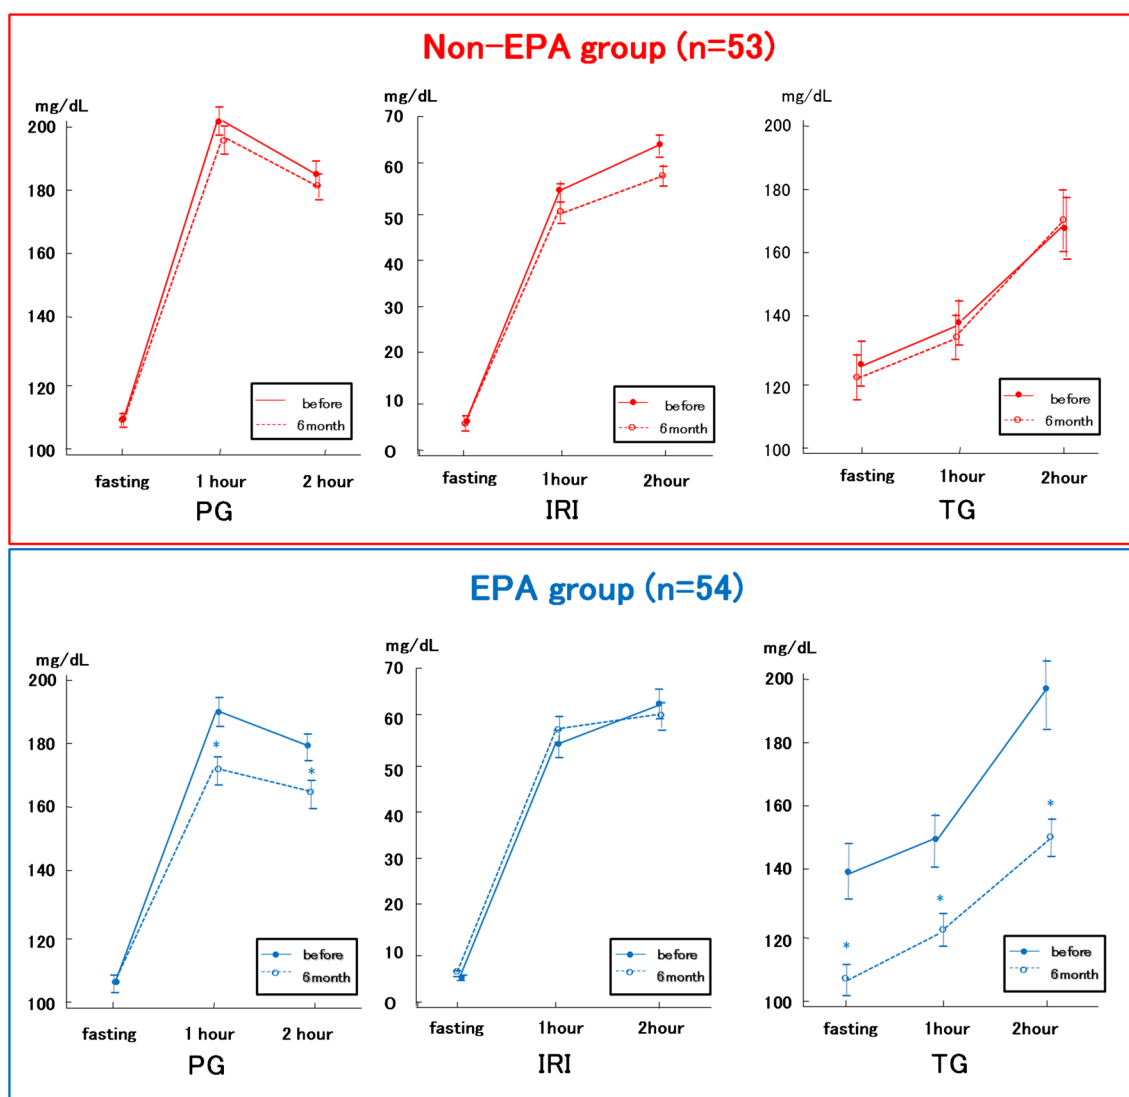 Non-EPA group (n=53)
mg/dL
200
180
160
140
120
100
before
6month
fasting 1 hour 2 hour
PG
mg/dL
70
60
50
40
30
20
10
0
before
6month
fasting 1hour 2hour
IRI
mg/dL
200
180
160
140
120
100
before
6month
fasting 1hour 2hour
TG
EPA group (n=54)
mg/dL
200
180
160
140
120
100
*
*
before
6month
fasting 1 hour 2 hour
PG
mg/dL
70
60
50
40
30
20
10
0
before
6month
fasting 1hour 2hour
IRI
mg/dL
200
180
160
140
120
100
*
*
*
before
6month
fasting 1hour 2hour
TG